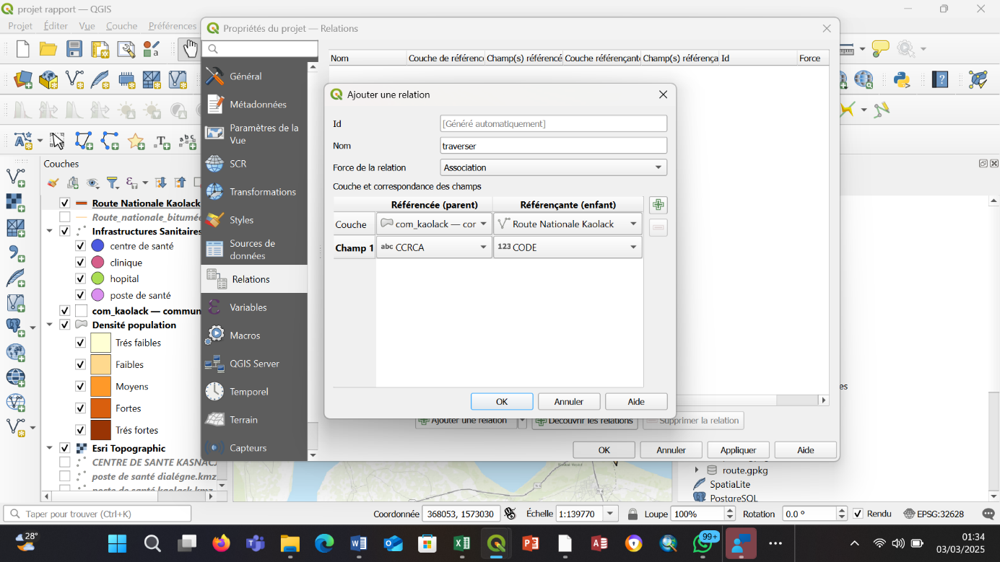 projet rapport — QGIS
Projet Éditer Vue Couche Préférences
Propriétés du projet — Relations
Nom Couche de référenc Champ(s) référencé Couche référençant Champ(s) référença Id Force
Général
Métadonnées
Paramètres de la
Vue
SCR
Transformations
Styles
Sources de
données
Relations
Variables
Macros
QGIS Server
Temporel
Terrain
Capteurs
Ajouter une relation
Id [Généré automatiquement]
Nom traverser
Force de la relation Association
Couche et correspondance des champs
Référencée (parent) Référençante (enfant)
Couche com_kaolack — cor Route Nationale Kaolack
Champ 1 abc CCRCA 123 CODE
OK Annuler Aide
Ajouter une relation Découvrir les relations Supprimer la relation
OK Annuler Appliquer Aide
Couches
Route Nationale Kaolack
Route_nationale_bitumée
Infrastructures Sanitaires
centre de santé
clinique
hopital
poste de santé
com_kaolack — commun
Densité population
Trés faibles
Faibles
Moyens
Fortes
Trés fortes
Esri Topographic
CENTRE DE SANTE KASNAC
poste de santé dialégne.kmz
poste de santé kaolack.kmz
es
route.gpkg
SpatiaLite
PostgreSQL
Taper pour trouver (Ctrl+K) Coordonnée 368053, 1573030 Échelle 1:139770 Loupe 100% Rotation 0.0 ° Rendu EPSG:32628
28°
99+
01:34
03/03/2025